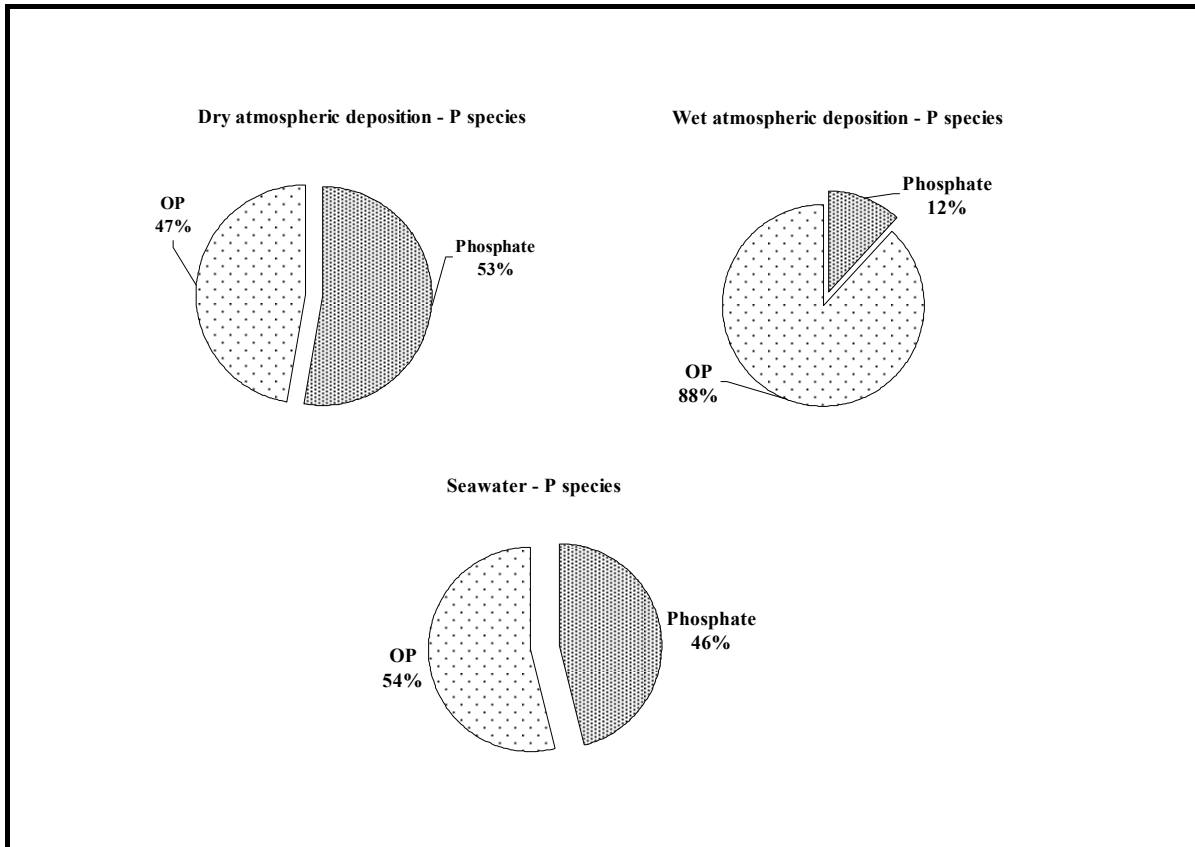 Dry atmospheric deposition - P species
OP
47%
Phosphate
53%
Wet atmospheric deposition - P species
Phosphate
12%
OP
88%
Seawater - P species
OP
54%
Phosphate
46%